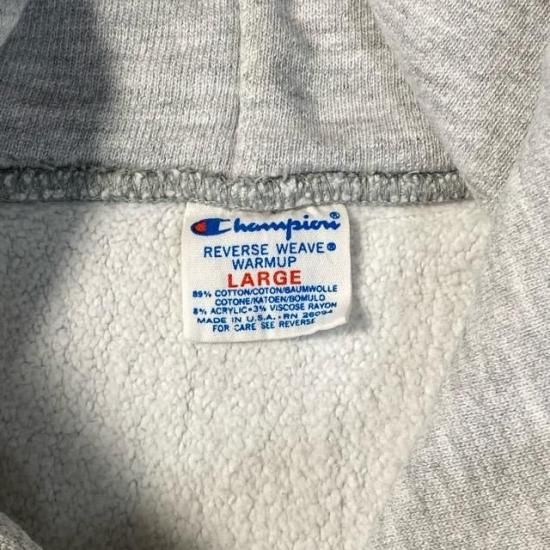 Champion®
REVERSE WEAVE®
WARMUP
LARGE
89% COTTON/COTON/BAUMWOLLE
COTONE/KATOEN/BOMULD
8% ACRYLIC•3% VISCOSE RAYON
MADE IN U.S.A.•RN 26094
FOR CARE SEE REVERSE